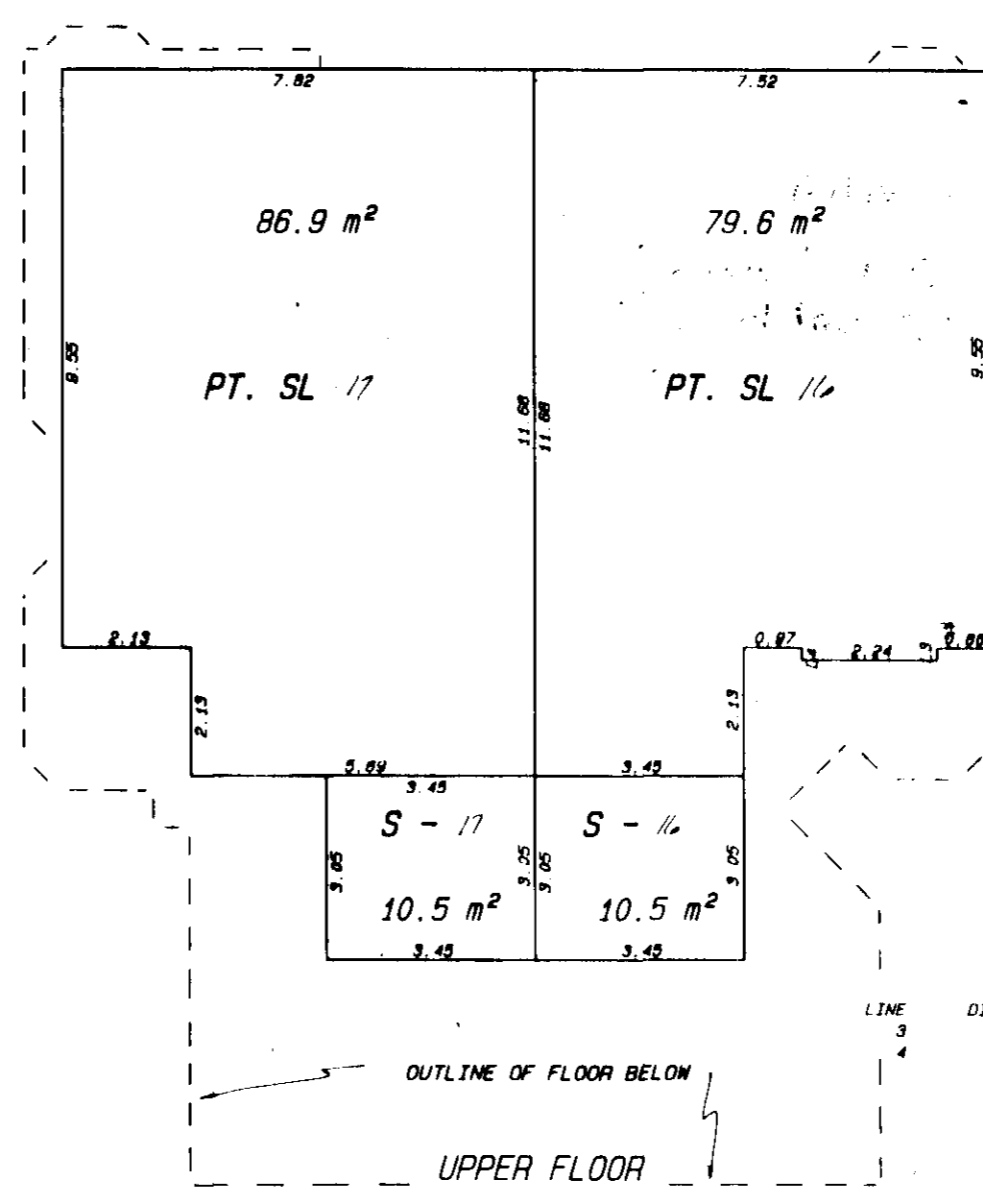 7.82 7.52
86.9 m² 79.6 m²
9.55
PT. SL 17 PT. SL 16
11.68 11.68
2.13 0.87 2.24
2.13 2.13
5.69 3.45
3.45
S - 17 S - 16
3.05 3.05 3.05 3.05
10.5 m² 10.5 m²
3.45 3.45
LINE
3
4
OUTLINE OF FLOOR BELOW
UPPER FLOOR